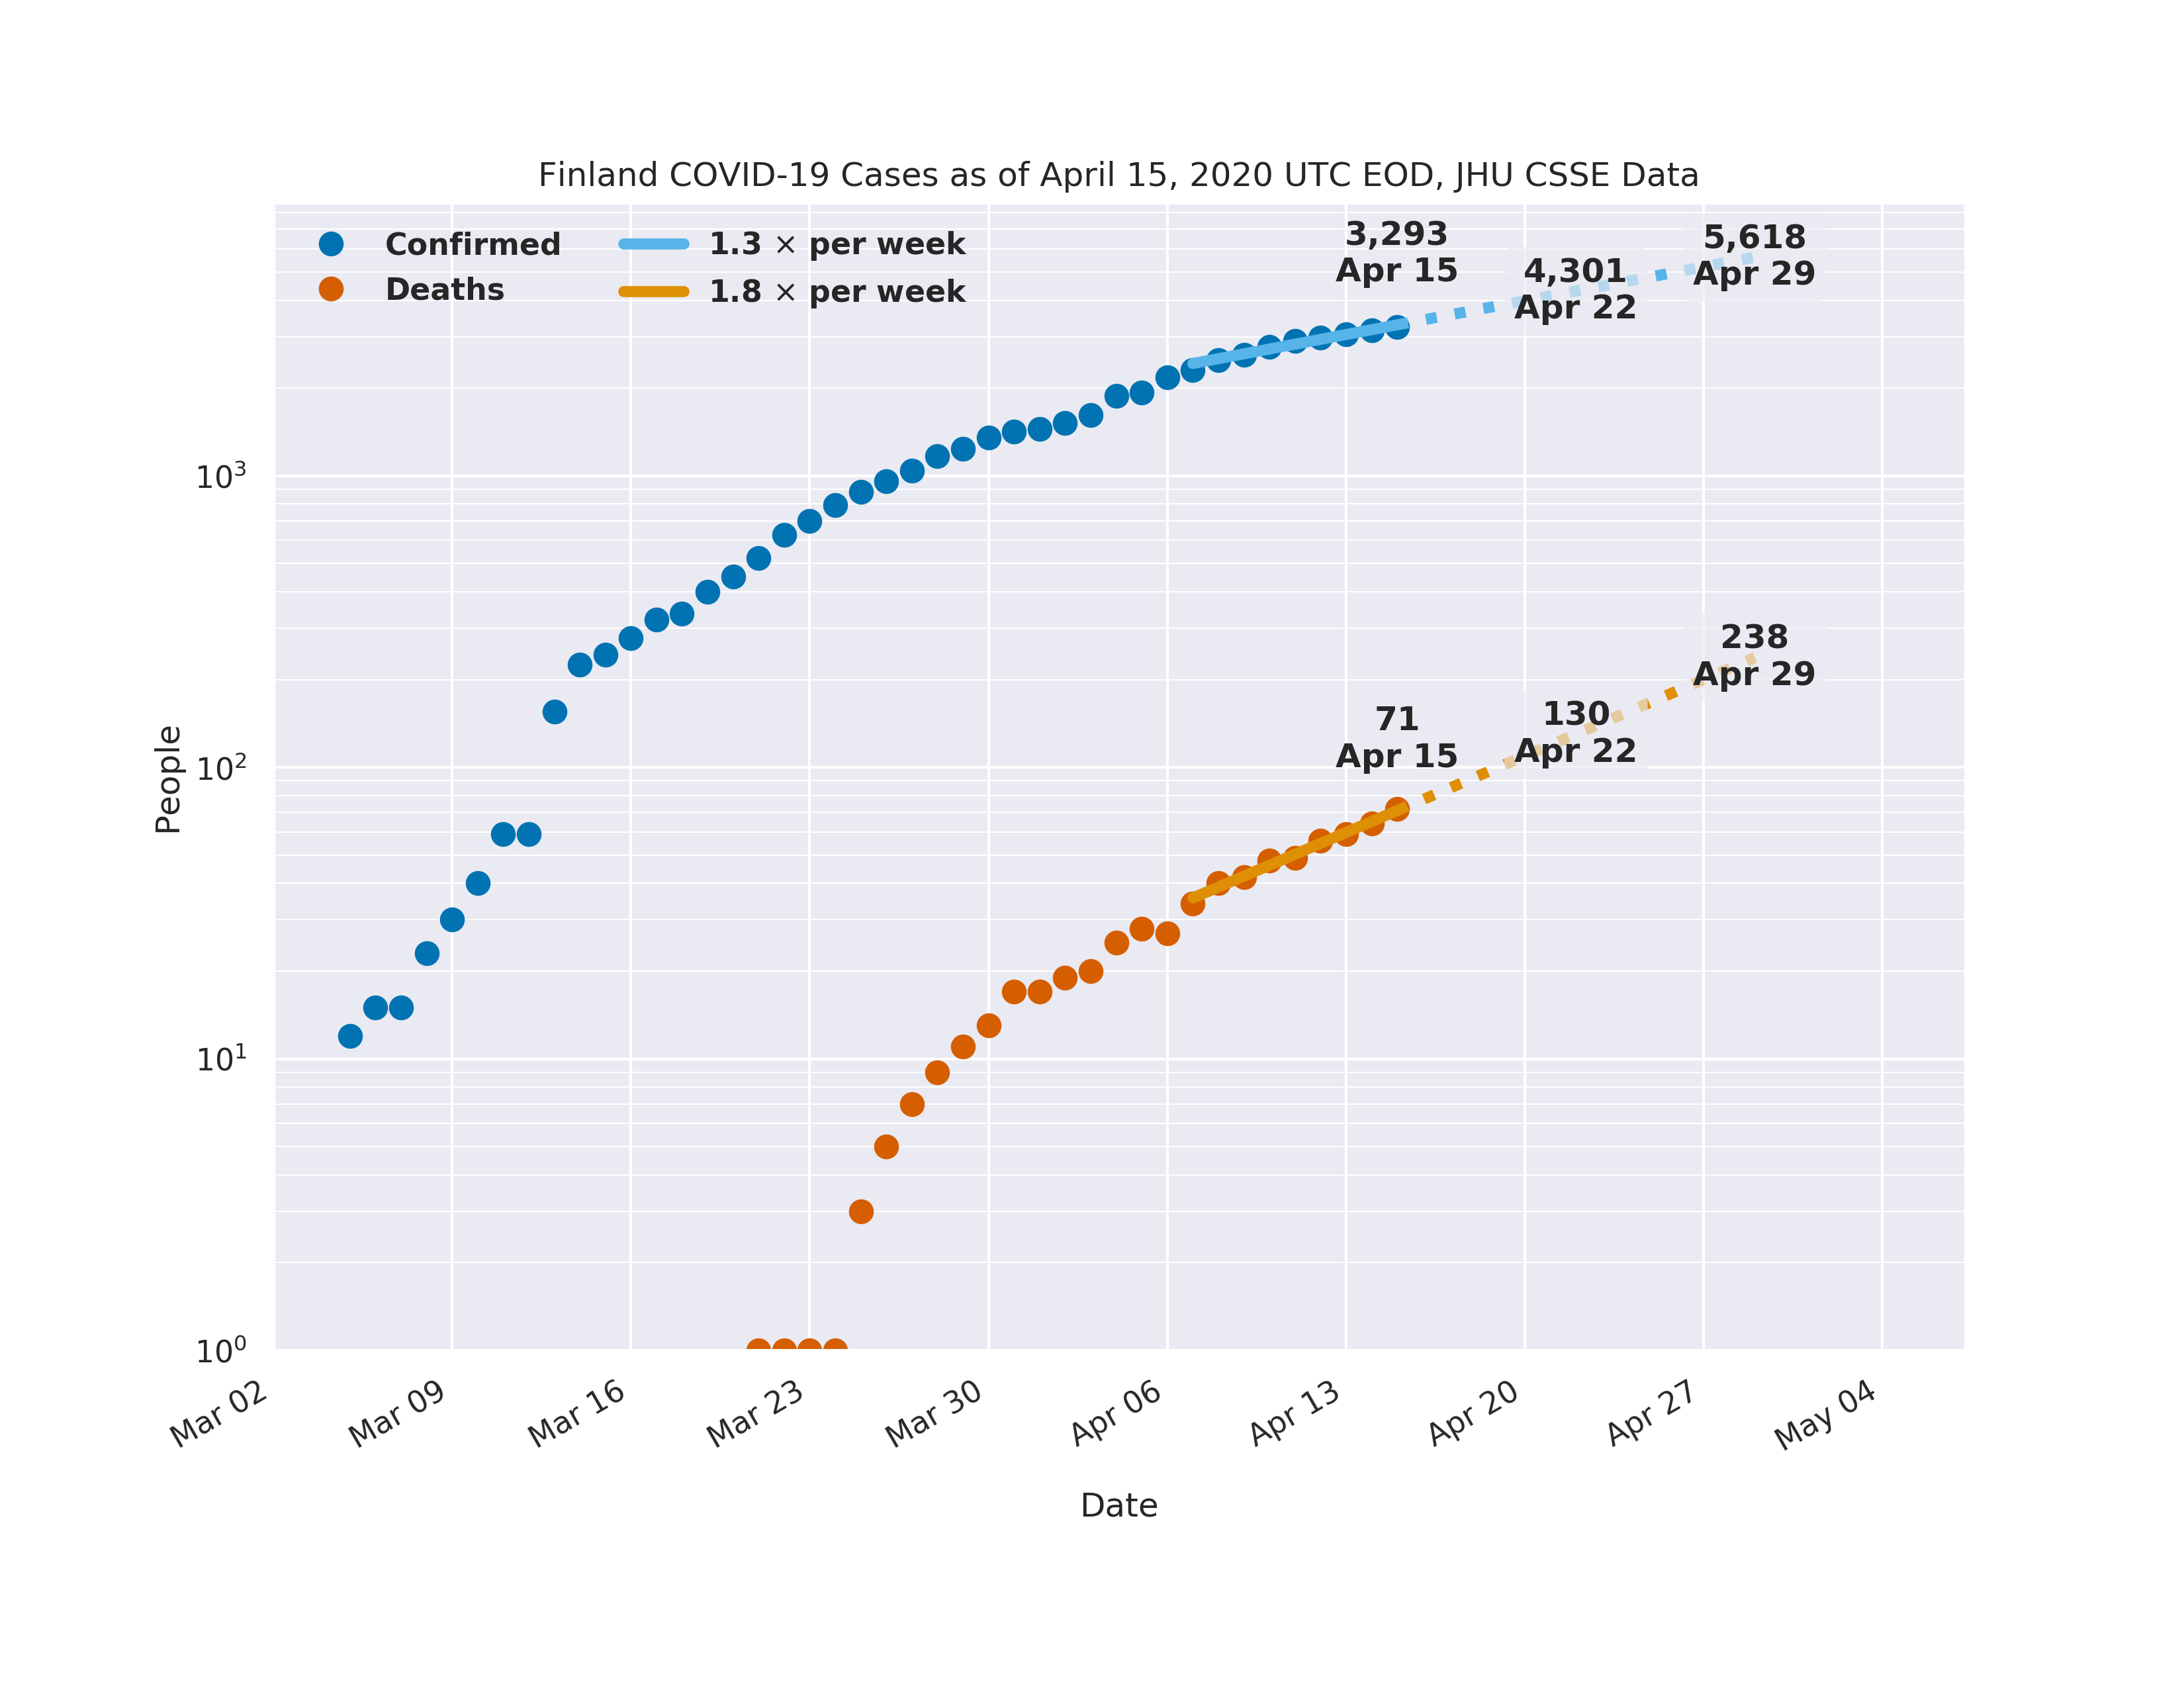 Finland COVID-19 Cases as of April 15, 2020 UTC EOD, JHU CSSE Data
Confirmed
Deaths
1.3 × per week
1.8 × per week
3,293
Apr 15
4,301
Apr 22
5,618
Apr 29
238
Apr 29
130
Apr 22
71
Apr 15
People
10³
10²
10¹
10⁰
Mar 02
Mar 09
Mar 16
Mar 23
Mar 30
Apr 06
Apr 13
Apr 20
Apr 27
May 04
Date